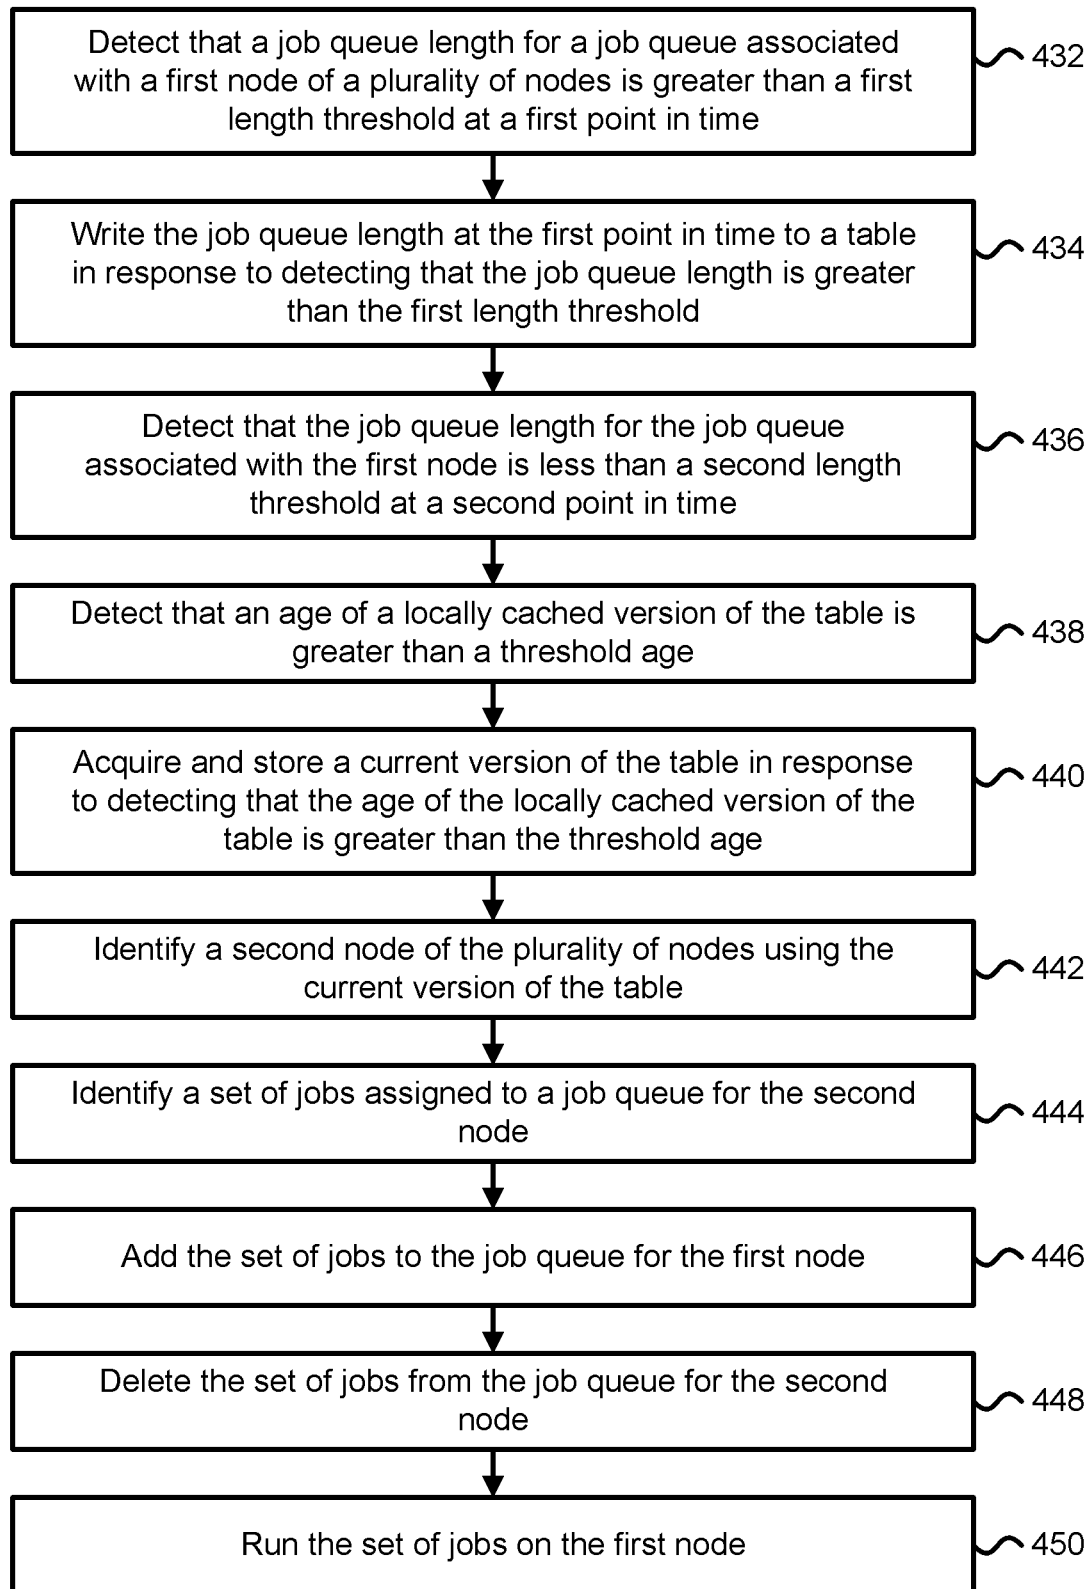 Detect that a job queue length for a job queue associated
with a first node of a plurality of nodes is greater than a first
length threshold at a first point in time
432
Write the job queue length at the first point in time to a table
in response to detecting that the job queue length is greater
than the first length threshold
434
Detect that the job queue length for the job queue
associated with the first node is less than a second length
threshold at a second point in time
436
Detect that an age of a locally cached version of the table is
greater than a threshold age
438
Acquire and store a current version of the table in response
to detecting that the age of the locally cached version of the
table is greater than the threshold age
440
Identify a second node of the plurality of nodes using the
current version of the table
442
Identify a set of jobs assigned to a job queue for the second
node
444
Add the set of jobs to the job queue for the first node
446
Delete the set of jobs from the job queue for the second
node
448
Run the set of jobs on the first node
450